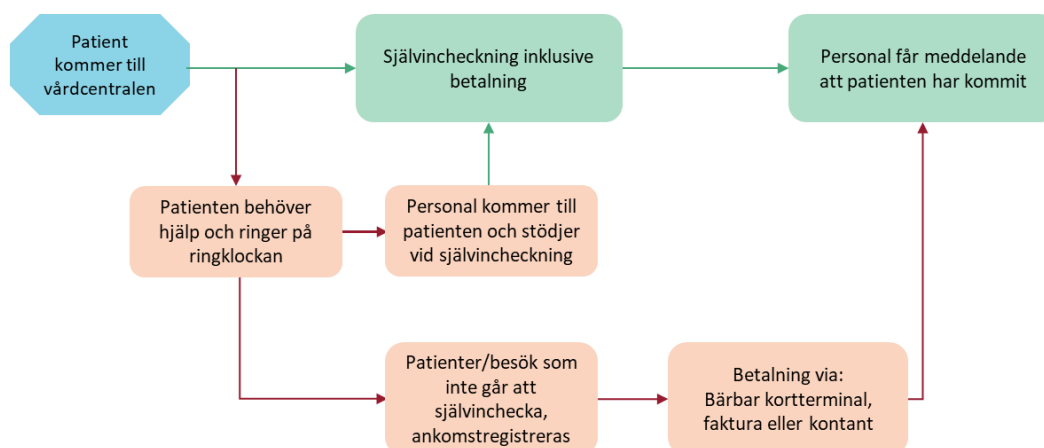 Patient
kommer till
vårdcentralen
Självincheckning inklusive
betalning
Personal får meddelande
att patienten har kommit
Patienten behöver
hjälp och ringer på
ringklockan
Personal kommer till
patienten och stödjer
vid självincheckning
Patienter/besök som
inte går att
självinchecka,
ankomstregistreras
Betalning via:
Bärbar kortterminal,
faktura eller kontant